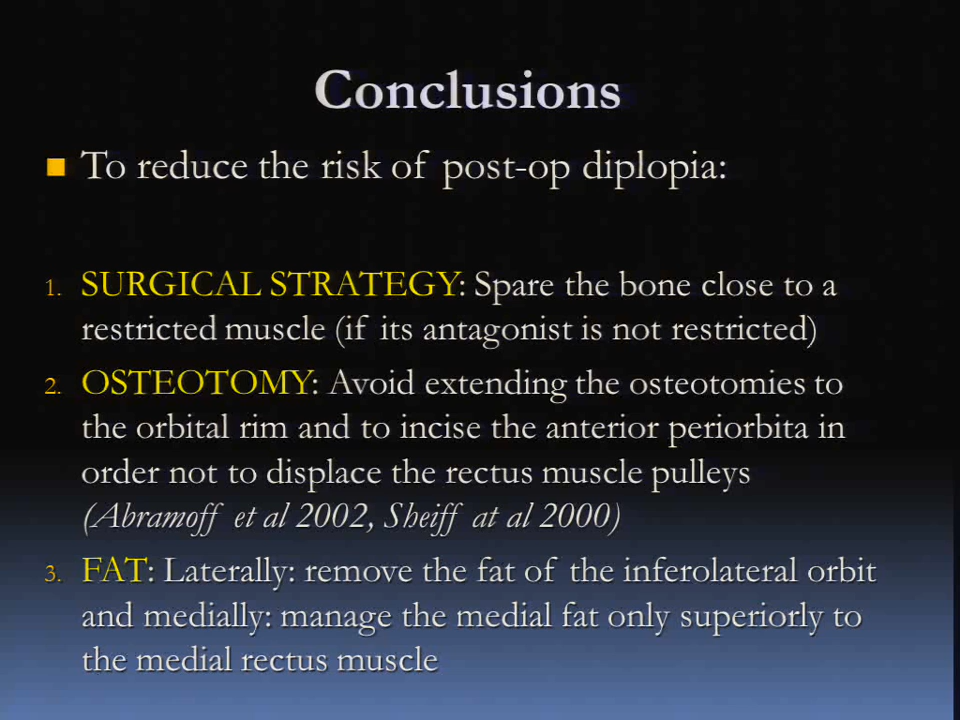 Conclusions
To reduce the risk of post-op diplopia:
1. SURGICAL STRATEGY: Spare the bone close to a
restricted muscle (if its antagonist is not restricted)
2. OSTEOTOMY: Avoid extending the osteotomies to
the orbital rim and to incise the anterior periorbita in
order not to displace the rectus muscle pulleys
(Abramoff et al 2002, Sheiff at al 2000)
3. FAT: Laterally: remove the fat of the inferolateral orbit
and medially: manage the medial fat only superiorly to
the medial rectus muscle